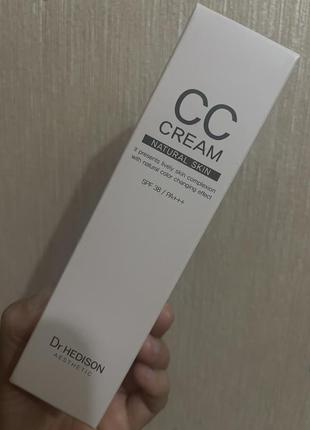 CC
CREAM
NATURAL SKIN
It presents lively skin complexion
with natural color changing effect
SPF 38 / PA+++
Dr.HEDISON
AESTHETIC